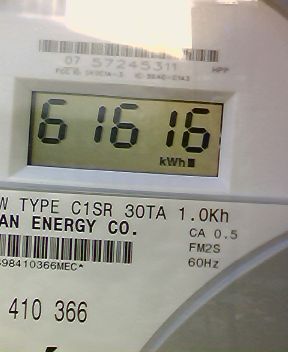 07 57245311
HPP
61616
kWh
W TYPE C1SR 30TA 1.0Kh
AN ENERGY CO.
CA 0.5
FM2S
98410366MEC*
60Hz
410 366